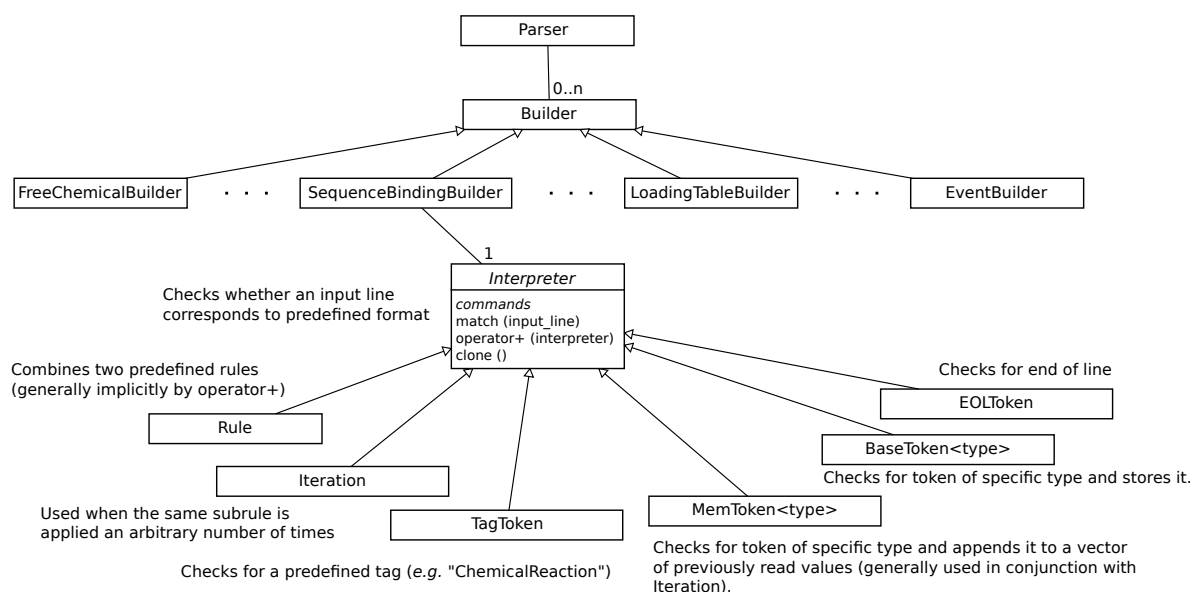 Parser
0..n
Builder
FreeChemicalBuilder
. . .
SequenceBindingBuilder
. . .
LoadingTableBuilder
. . .
EventBuilder
1
Interpreter
commands
match (input_line)
operator+ (interpreter)
clone ()
Checks whether an input line
corresponds to predefined format
Combines two predefined rules
(generally implicitly by operator+)
Rule
Iteration
Used when the same subrule is
applied an arbitrary number of times
TagToken
Checks for a predefined tag (e.g. "ChemicalReaction")
Checks for end of line
EOLToken
BaseToken<type>
Checks for token of specific type and stores it.
MemToken<type>
Checks for token of specific type and appends it to a vector
of previously read values (generally used in conjunction with
Iteration).